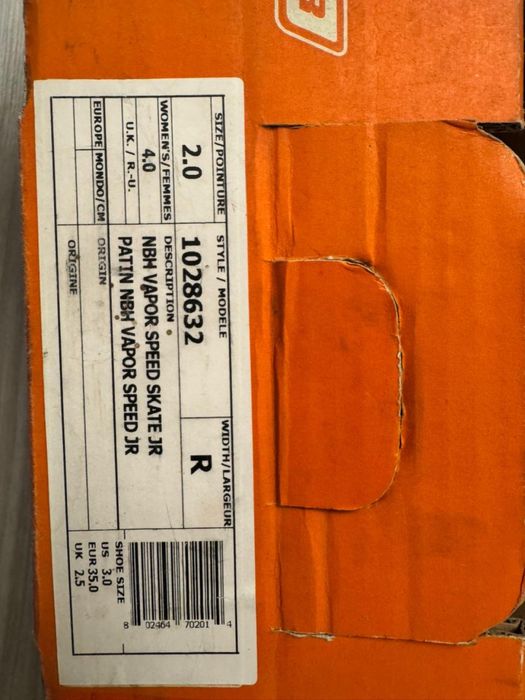 SIZE/POINTURE
2.0
STYLE / MODELE
1028632
WIDTH/LARGEUR
R
WOMEN'S/FEMMES
4.0
DESCRIPTION
NBH VAPOR SPEED SKATE JR
PATIN NBH VAPOR SPEED JR
U.K. / R.-U.
EUROPE
MONDO/CM
ORIGIN
ORIGINE
8 02464 70201 4
SHOE SIZE
US 3.0
EUR 35.0
UK 2.5